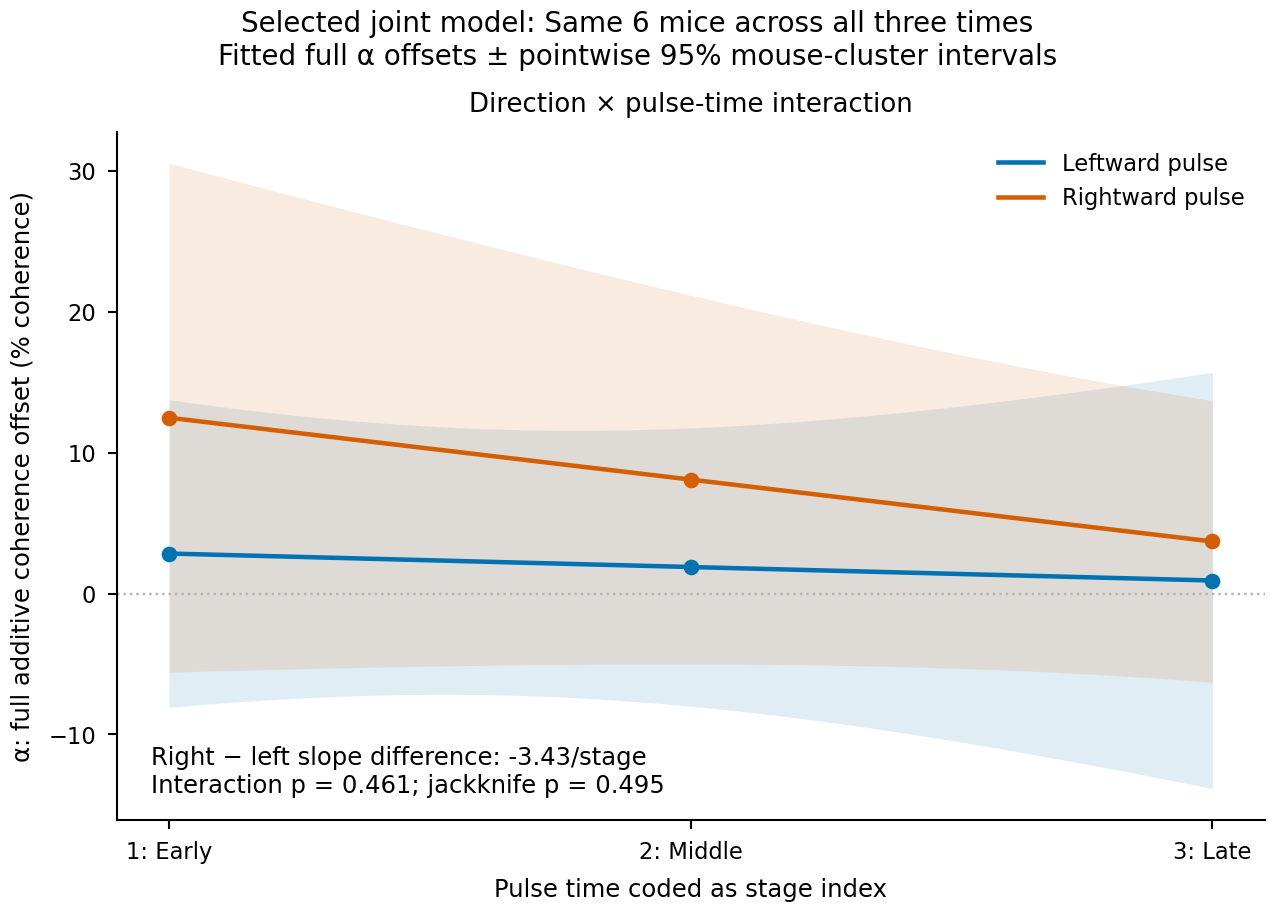 Selected joint model: Same 6 mice across all three times
Fitted full α offsets ± pointwise 95% mouse-cluster intervals
Direction × pulse-time interaction
α: full additive coherence offset (% coherence)
30
20
10
0
−10
Leftward pulse
Rightward pulse
Right − left slope difference: -3.43/stage
Interaction p = 0.461; jackknife p = 0.495
1: Early
2: Middle
3: Late
Pulse time coded as stage index